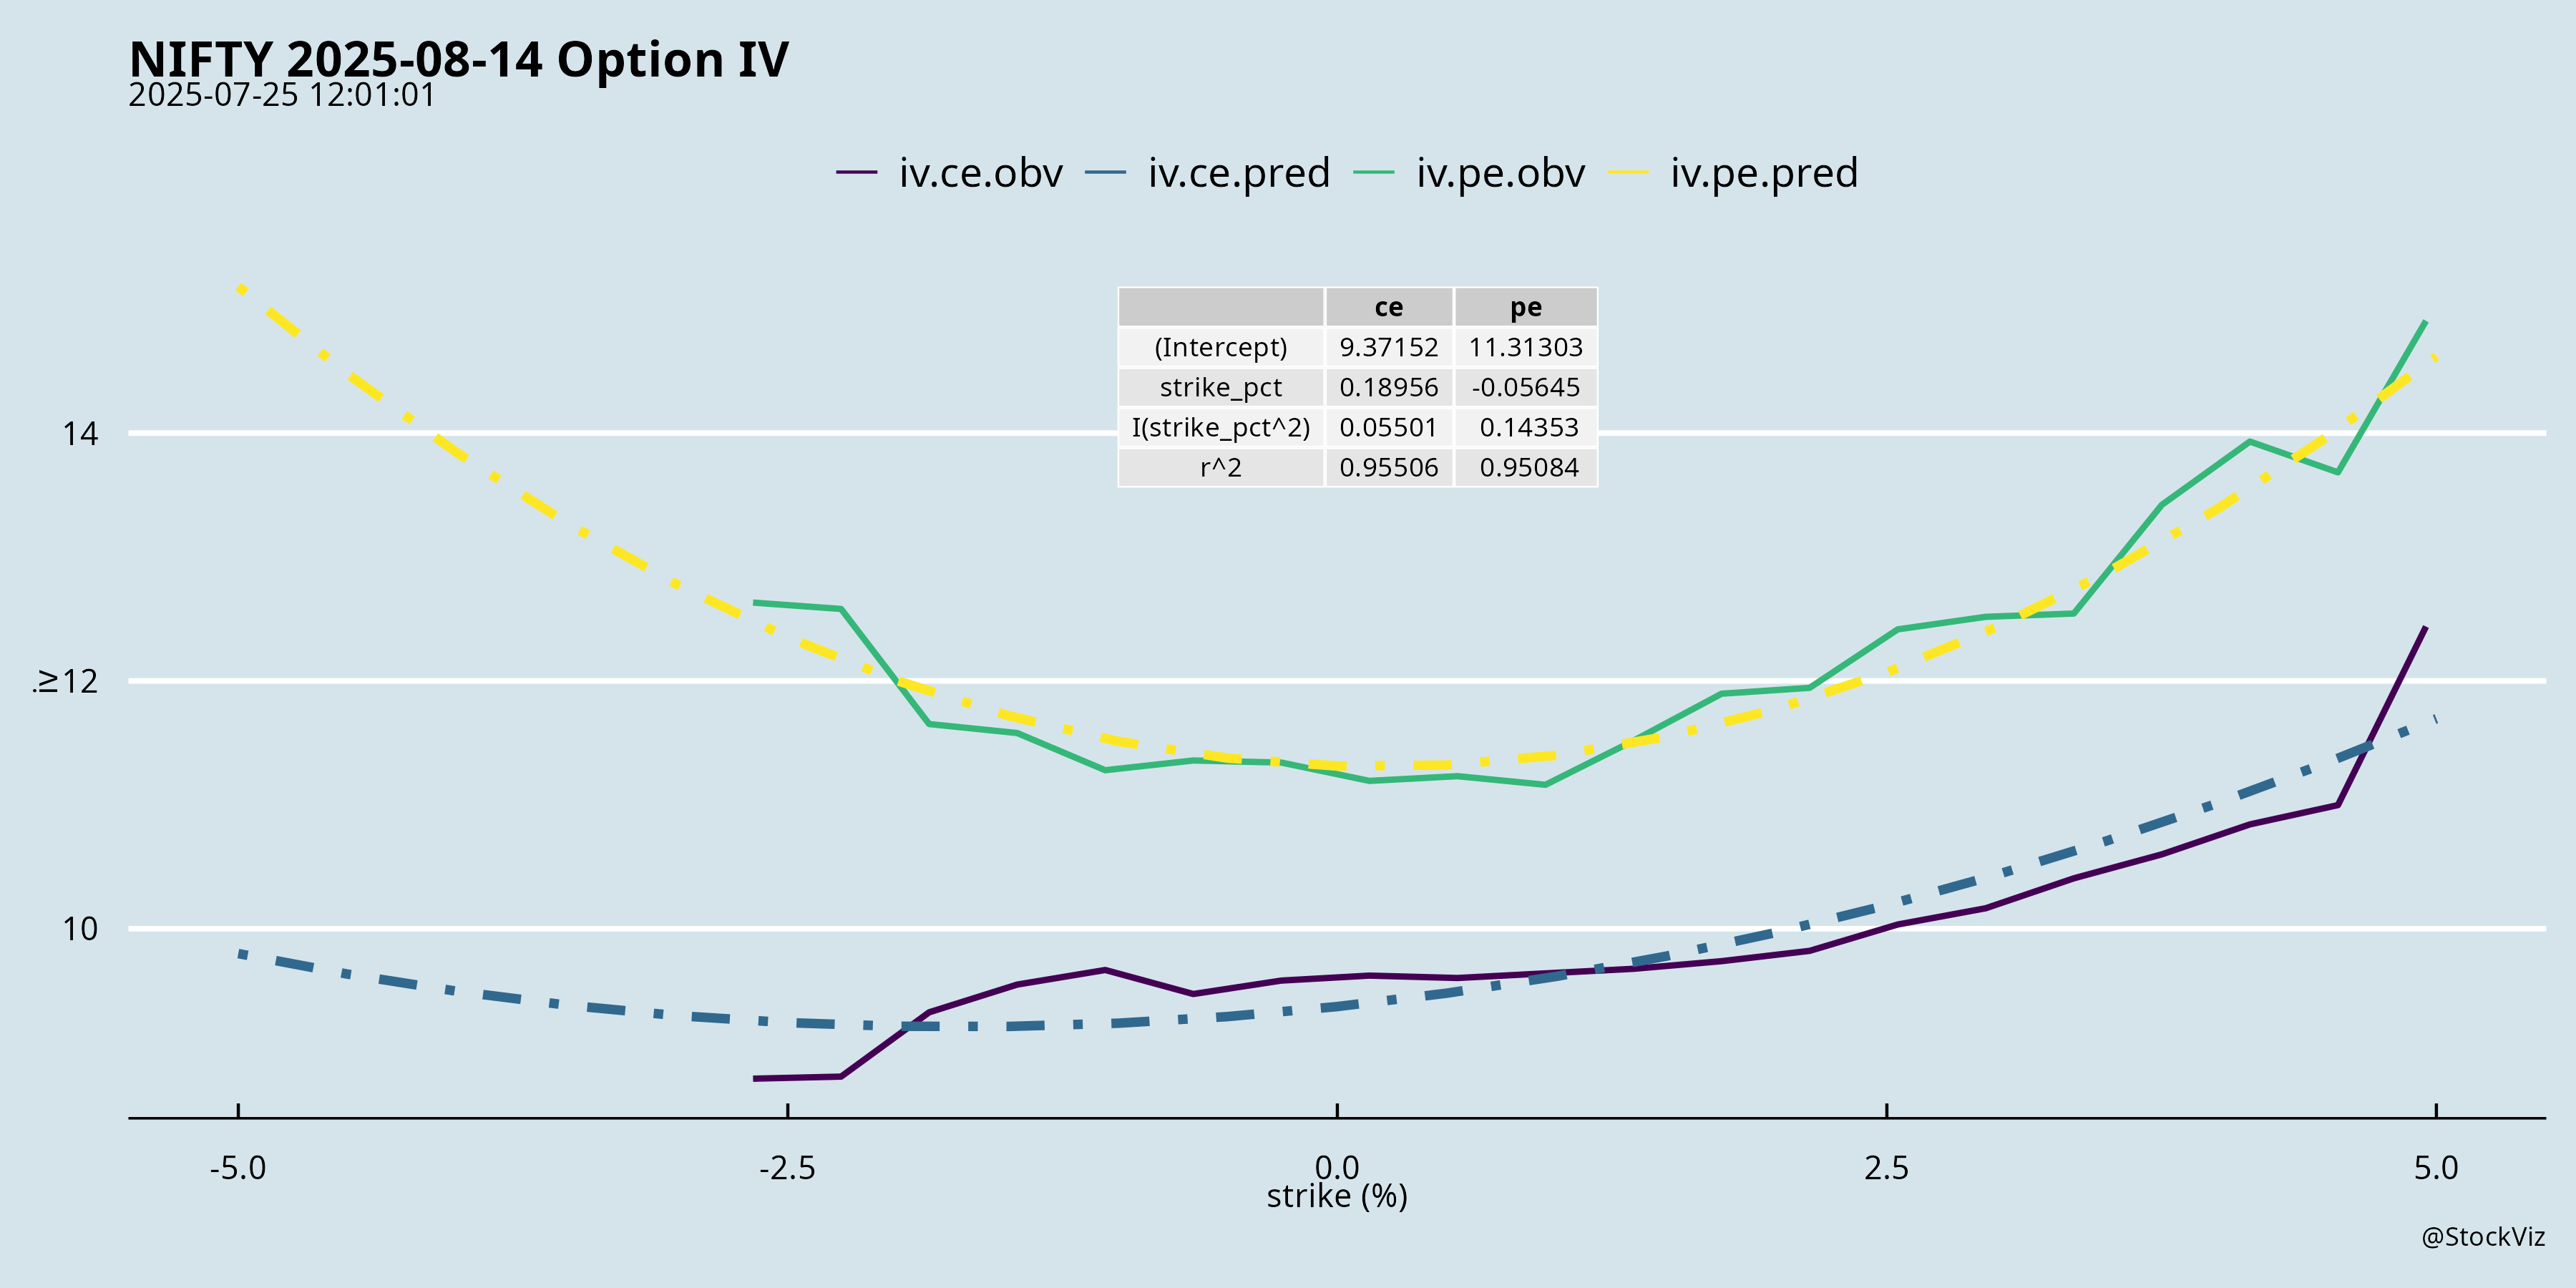 NIFTY 2025-08-14 Option IV
2025-07-25 12:01:01
iv.ce.obv iv.ce.pred iv.pe.obv iv.pe.pred
ce pe
(Intercept) 9.37152 11.31303
strike_pct 0.18956 -0.05645
I(strike_pct^2) 0.05501 0.14353
r^2 0.95506 0.95084
14
iv
12
10
-5.0 -2.5 0.0 2.5 5.0
strike (%)
@StockViz